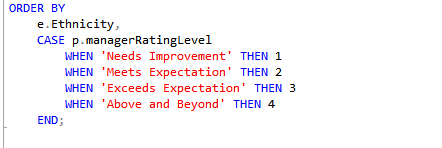 ORDER BY
e.Ethnicity,
CASE p.managerRatingLevel
WHEN 'Needs Improvement' THEN 1
WHEN 'Meets Expectation' THEN 2
WHEN 'Exceeds Expectation' THEN 3
WHEN 'Above and Beyond' THEN 4
END;